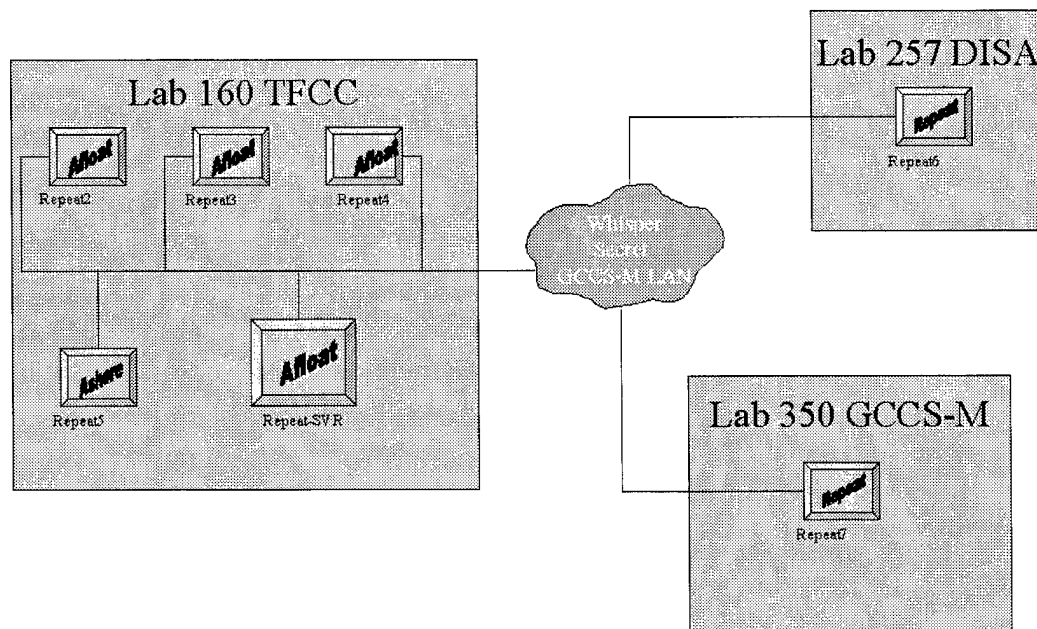 Lab 160 TFCC
Afloat
Repeat2
Afloat
Repeat3
Afloat
Repeat4
Ashore
Repeat5
Afloat
Repeat-SVR
Whisper
Secret
GCCS-M LAN
Lab 257 DISA
Repeat
Repeat6
Lab 350 GCCS-M
Repeat
Repeat7